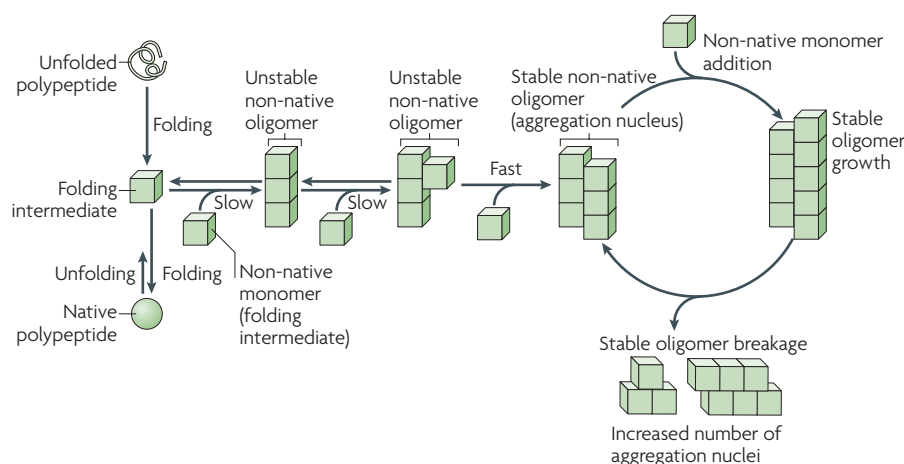 Unfolded
polypeptide
Folding
Folding
intermediate
Unfolding
Folding
Native
polypeptide
Slow
Non-native
monomer
(folding
intermediate)
Unstable
non-native
oligomer
Slow
Unstable
non-native
oligomer
Fast
Stable non-native
oligomer
(aggregation nucleus)
Non-native monomer
addition
Stable
oligomer
growth
Stable oligomer breakage
Increased number of
aggregation nuclei